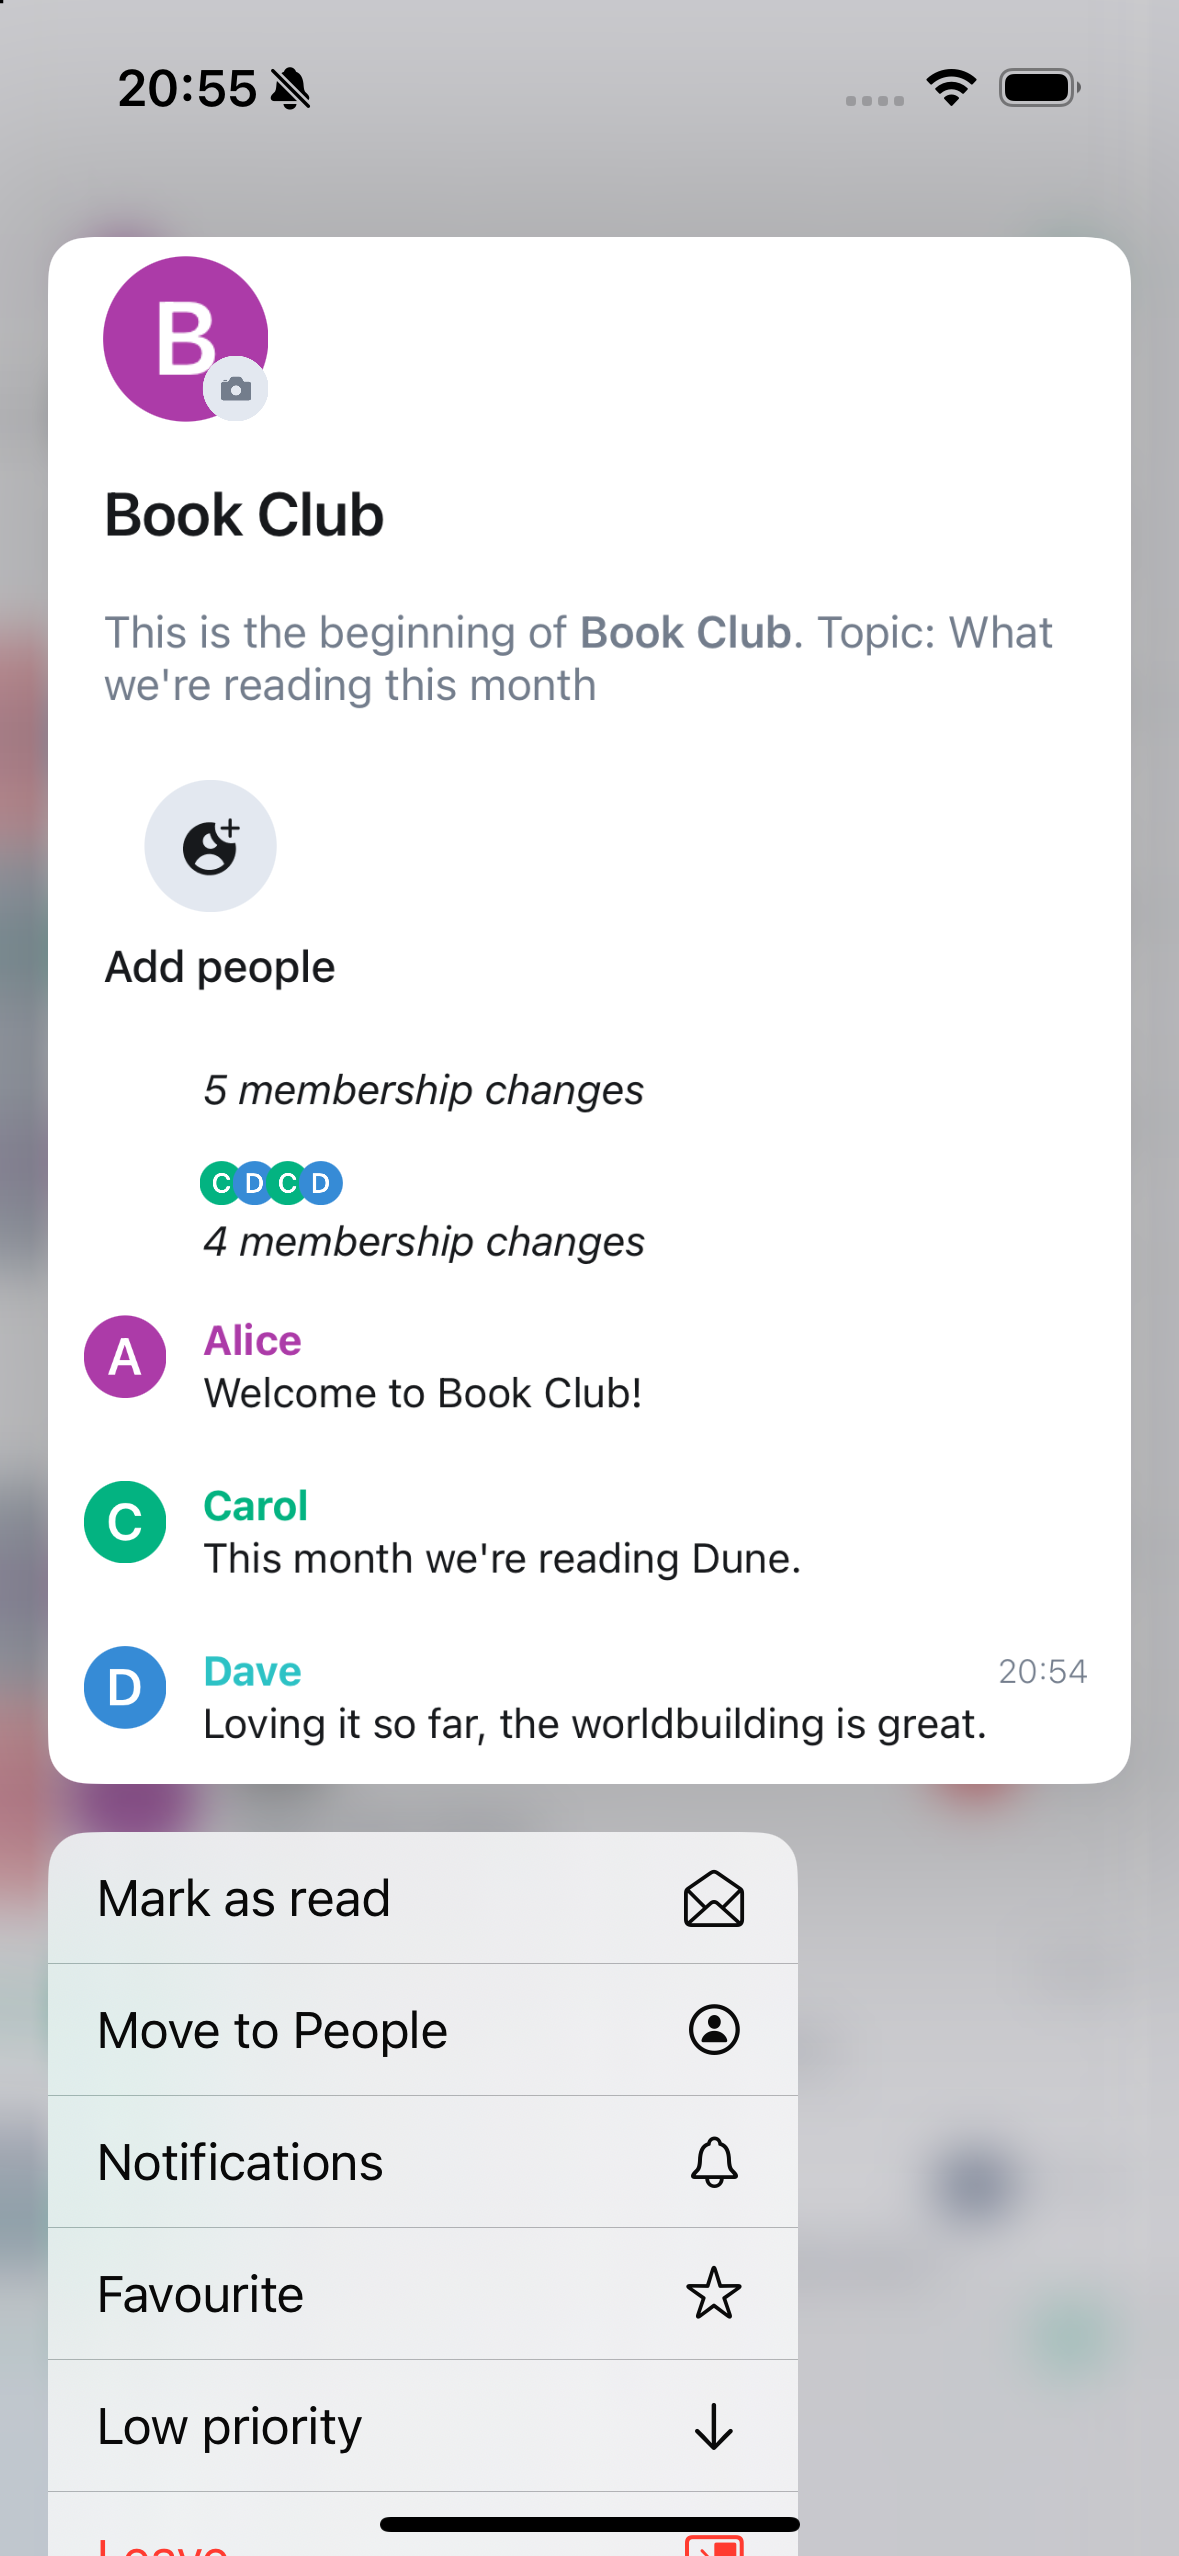 20:55
B
Book Club
This is the beginning of Book Club. Topic: What
we're reading this month
Add people
5 membership changes
C D C D
4 membership changes
A
Alice
Welcome to Book Club!
C
Carol
This month we're reading Dune.
D
Dave
20:54
Loving it so far, the worldbuilding is great.
Mark as read
Move to People
Notifications
Favourite
Low priority
Leave